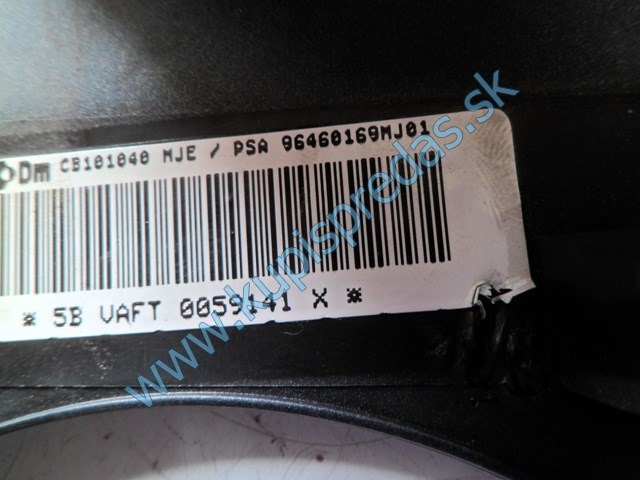 Dm CB101040 MJE / PSA 96460169MJ01
* 5B VAFT 0059141 X *
www.kupispredas.sk